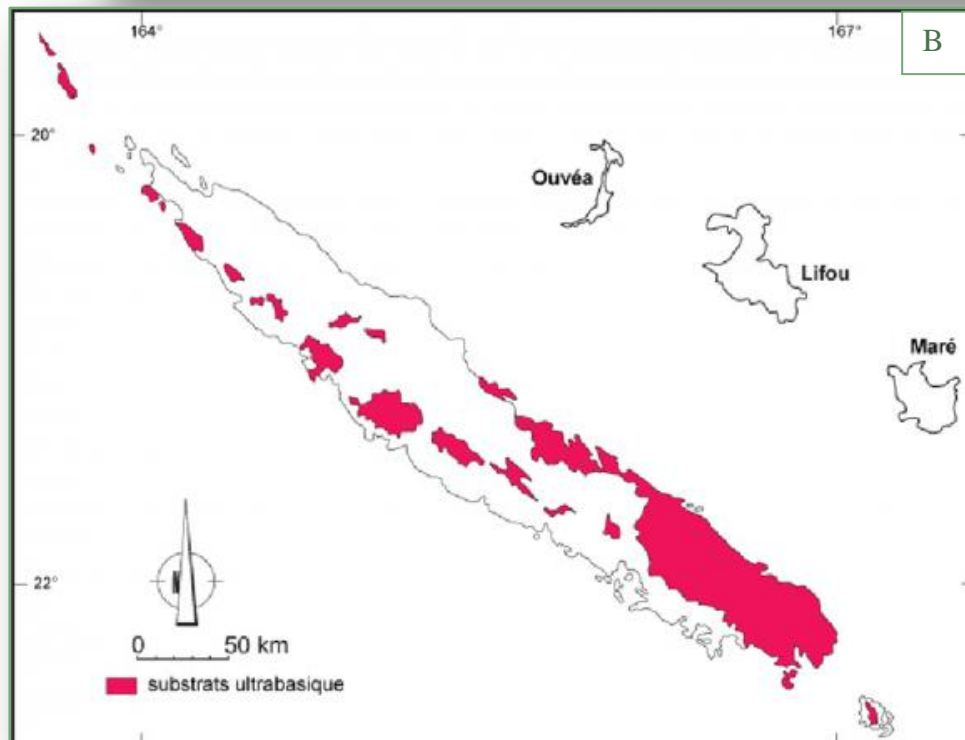 164° 167°
B
20°
Ouvéa
Lifou
Maré
22°
N
0 50 km
substrats ultrabasique